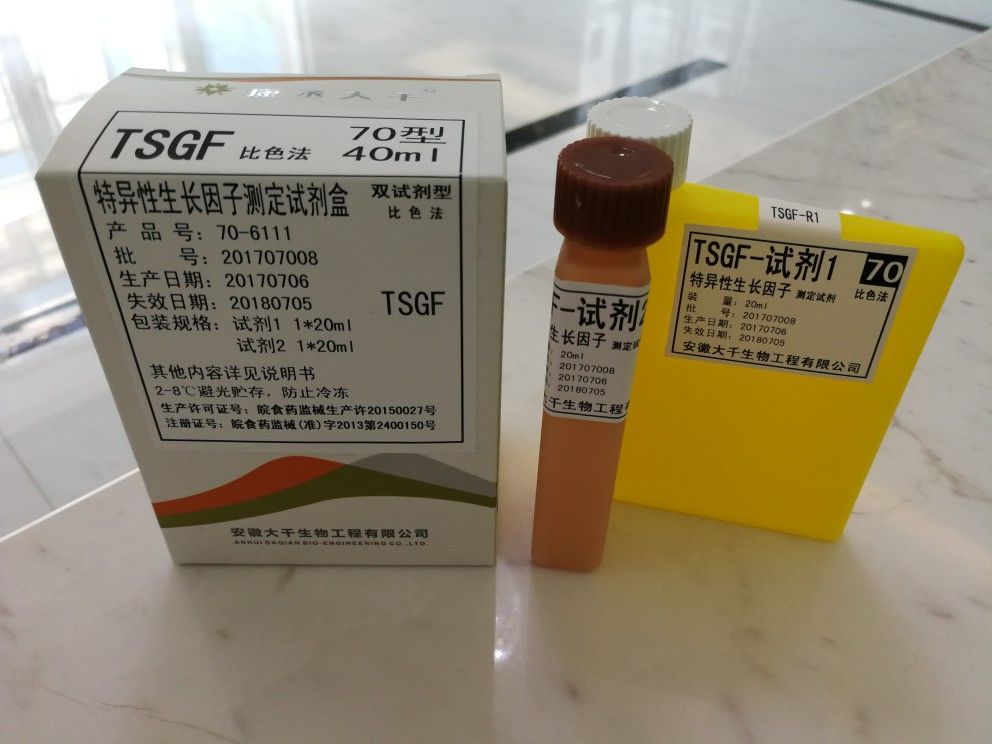 大千®
TSGF 比色法 70型 40ml
特异性生长因子测定试剂盒 双试剂型
比色法
产品号：70-6111
批号：201707008
生产日期：20170706
失效日期：20180705
TSGF
包装规格：试剂1 1*20ml
试剂2 1*20ml
其他内容详见说明书
2-8℃避光贮存，防止冷冻
生产许可证号：皖食药监械生产许20150027号
注册证号：皖食药监械(准)字2013第2400150号
安徽大千生物工程有限公司
ANHUI DAQIAN BIO-ENGINEERING CO.,LTD.
F-试剂2
生长因子 测定试
20ml
201707008
20170706
20180705
大千生物工程有
TSGF-R1
TSGF-试剂1 70
特异性生长因子 测定试剂 比色法
装量：20ml
批号：201707008
生产日期：20170706
失效日期：20180705
安徽大千生物工程有限公司